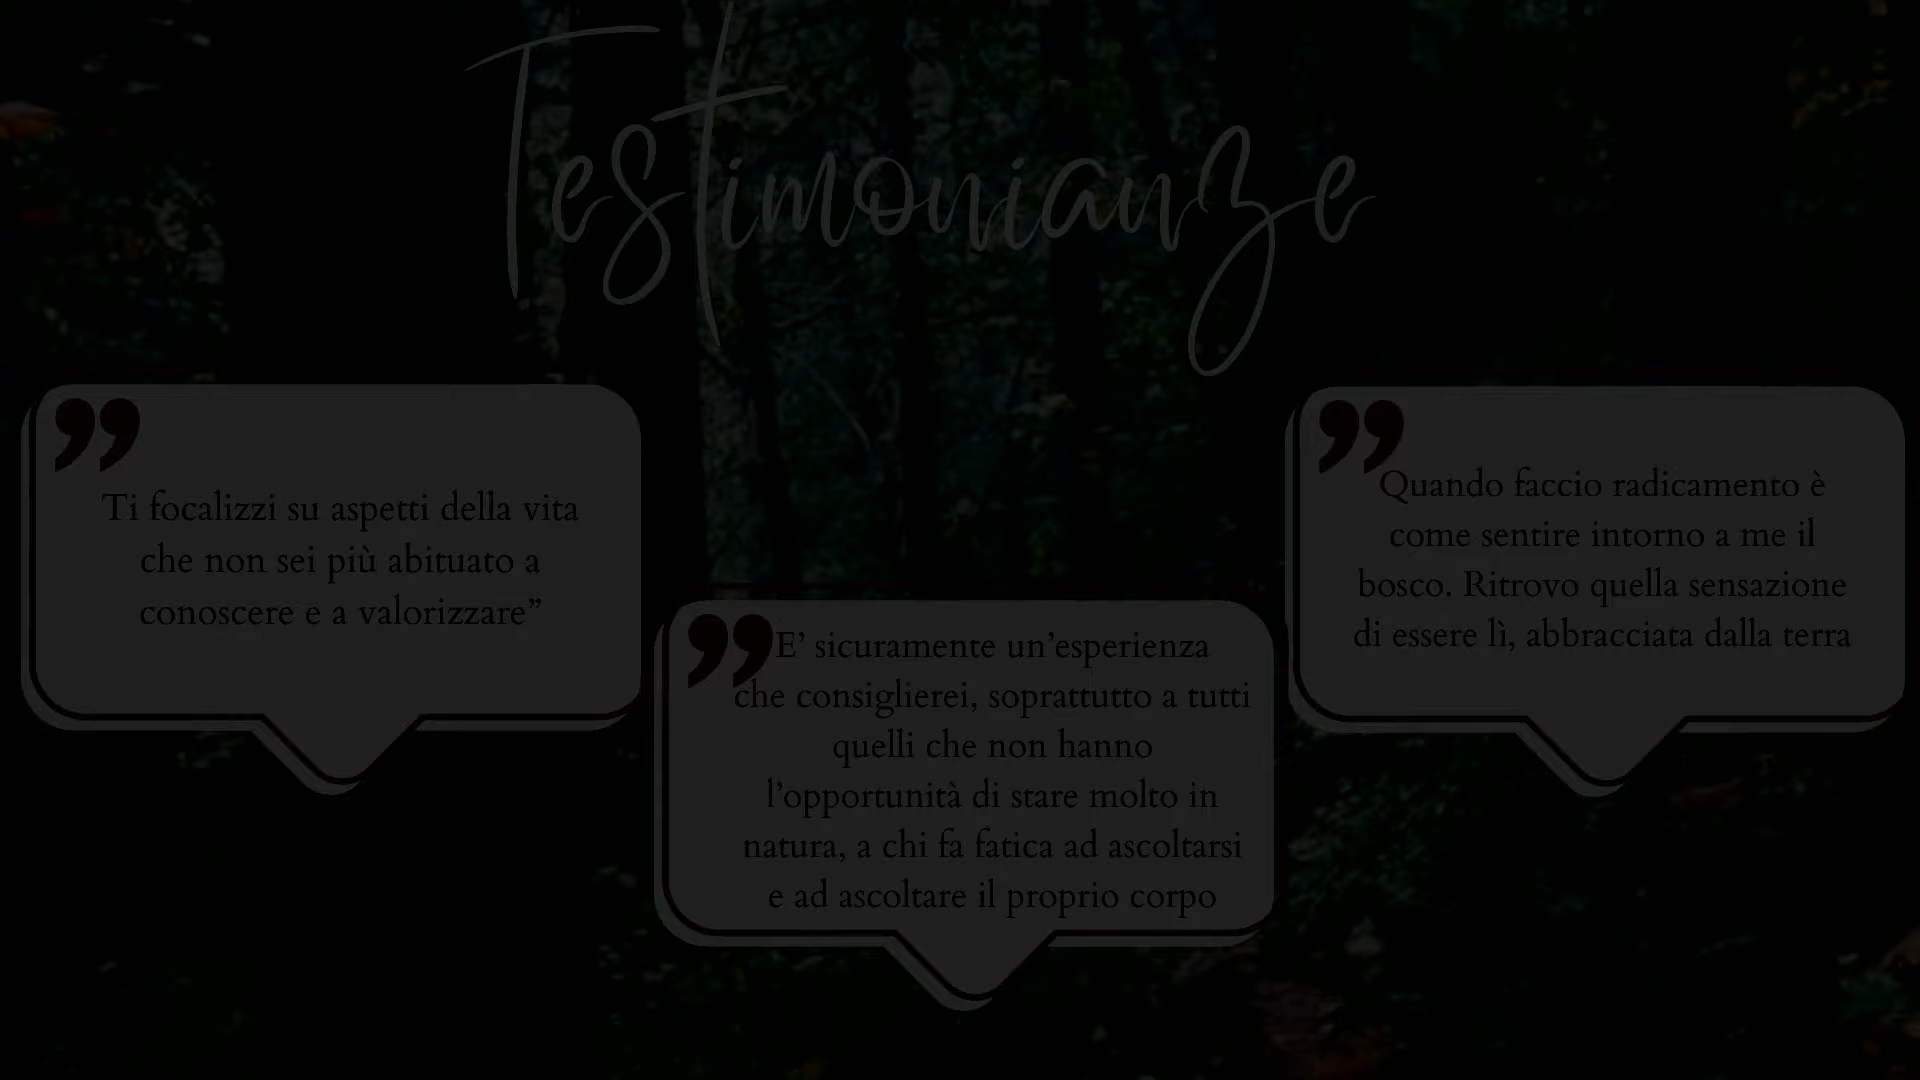 Testimonianze
Ti focalizzi su aspetti della vita
che non sei più abituato a
conoscere e a valorizzare”
E’ sicuramente un’esperienza
che consiglierei, soprattutto a tutti
quelli che non hanno
l’opportunità di stare molto in
natura, a chi fa fatica ad ascoltarsi
e ad ascoltare il proprio corpo
Quando faccio radicamento è
come sentire intorno a me il
bosco. Ritrovo quella sensazione
di essere lì, abbracciata dalla terra